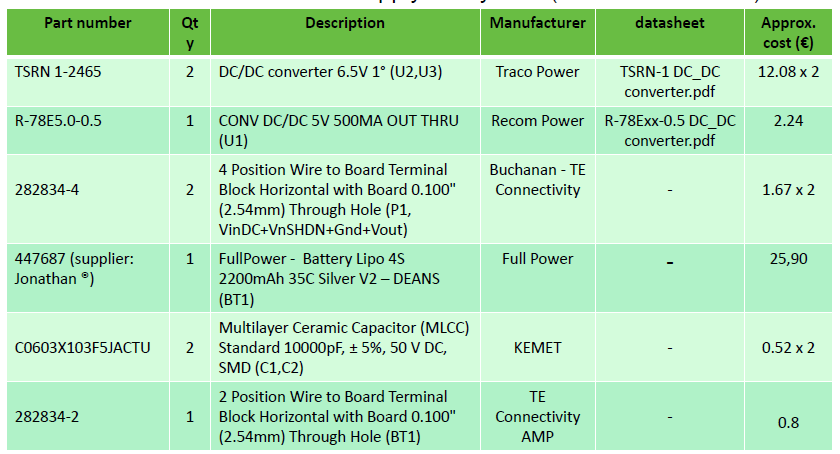 Part number Qt Description Manufacturer datasheet Approx.
y cost (€)
TSRN 1-2465 2 DC/DC converter 6.5V 1° (U2,U3) Traco Power TSRN-1 DC_DC 12.08 x 2
converter.pdf
R-78E5.0-0.5 1 CONV DC/DC 5V 500MA OUT THRU Recom Power R-78Exx-0.5 DC_DC 2.24
(U1) converter.pdf
4 Position Wire to Board Terminal Buchanan - TE
282834-4 2 Block Horizontal with Board 0.100" Connectivity - 1.67 x 2
(2.54mm) Through Hole (P1,
VinDC+VnSHDN+Gnd+Vout)
447687 (supplier: 1 FullPower - Battery Lipo 4S Full Power - 25,90
Jonathan ®) 2200mAh 35C Silver V2 – DEANS
(BT1)
Multilayer Ceramic Capacitor (MLCC)
C0603X103F5JACTU 2 Standard 10000pF, ± 5%, 50 V DC, KEMET - 0.52 x 2
SMD (C1,C2)
2 Position Wire to Board Terminal TE
282834-2 1 Block Horizontal with Board 0.100" Connectivity - 0.8
(2.54mm) Through Hole (BT1) AMP